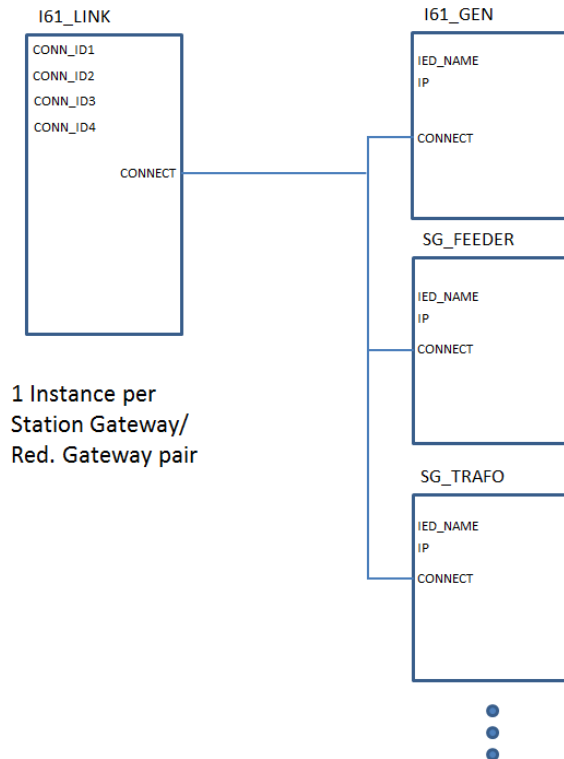 I61_LINK
CONN_ID1
CONN_ID2
CONN_ID3
CONN_ID4
CONNECT
1 Instance per
Station Gateway/
Red. Gateway pair
I61_GEN
IED_NAME
IP
CONNECT
SG_FEEDER
IED_NAME
IP
CONNECT
SG_TRAFO
IED_NAME
IP
CONNECT